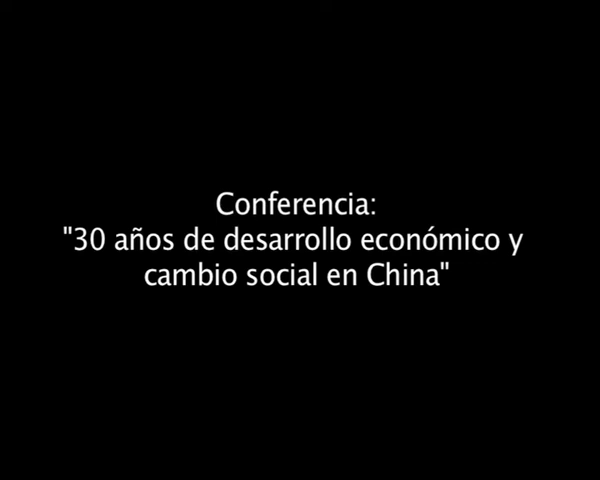 Conferencia:
"30 años de desarrollo económico y
cambio social en China"